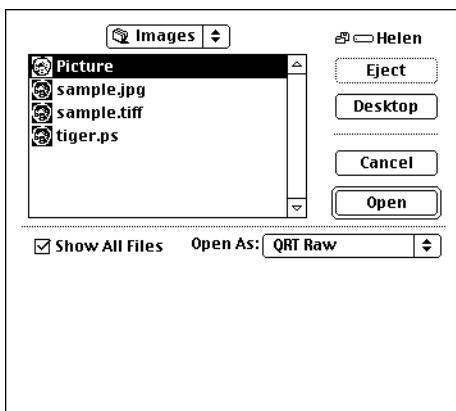 Images
Helen
Picture
sample.jpg
sample.tiff
tiger.ps
Eject
Desktop
Cancel
Open
Show All Files
Open As: QRT Raw